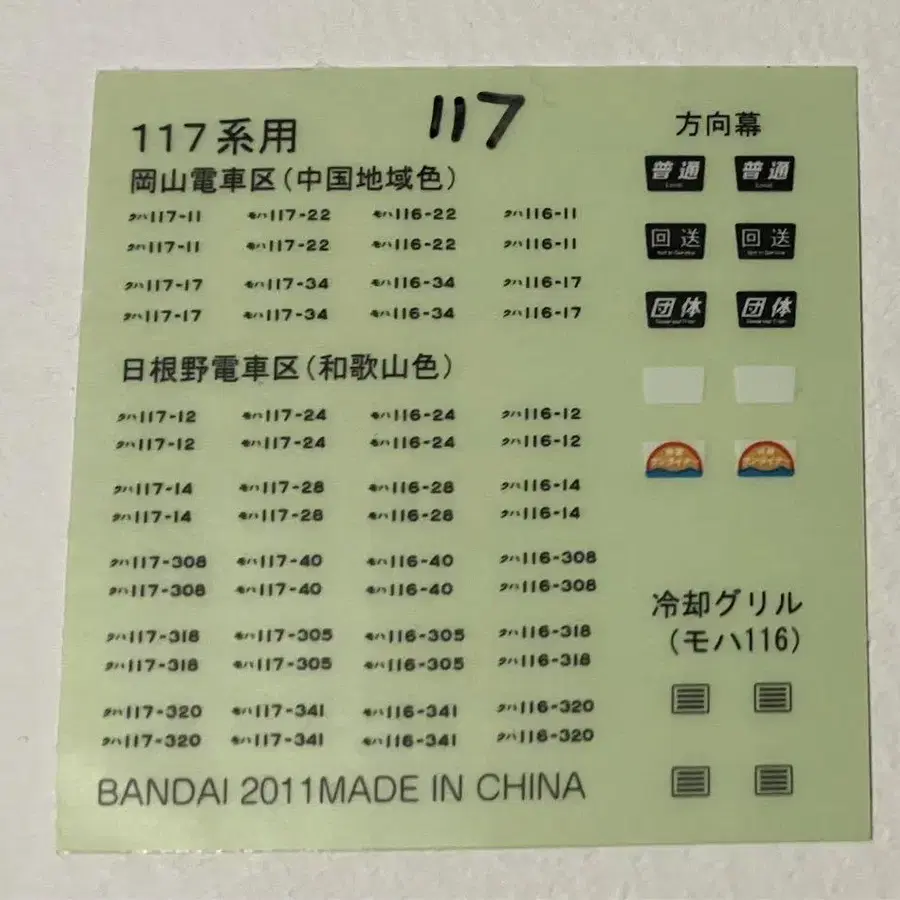 117系用
117
岡山電車区(中国地域色)
クハ117-11 モハ117-22 モハ116-22 クハ116-11
クハ117-11 モハ117-22 モハ116-22 クハ116-11
クハ117-17 モハ117-34 モハ116-34 クハ116-17
クハ117-17 モハ117-34 モハ116-34 クハ116-17
日根野電車区(和歌山色)
クハ117-12 モハ117-24 モハ116-24 クハ116-12
クハ117-12 モハ117-24 モハ116-24 クハ116-12
クハ117-14 モハ117-28 モハ116-28 クハ116-14
クハ117-14 モハ117-28 モハ116-28 クハ116-14
クハ117-308 モハ117-40 モハ116-40 クハ116-308
クハ117-308 モハ117-40 モハ116-40 クハ116-308
クハ117-318 モハ117-305 モハ116-305 クハ116-318
クハ117-318 モハ117-305 モハ116-305 クハ116-318
クハ117-320 モハ117-341 モハ116-341 クハ116-320
クハ117-320 モハ117-341 モハ116-341 クハ116-320
BANDAI 2011MADE IN CHINA
方向幕
普通 普通
Local Local
回送 回送
Not in Service Not in Service
団体 団体
サンライナー サンライナー
冷却グリル
(モハ116)